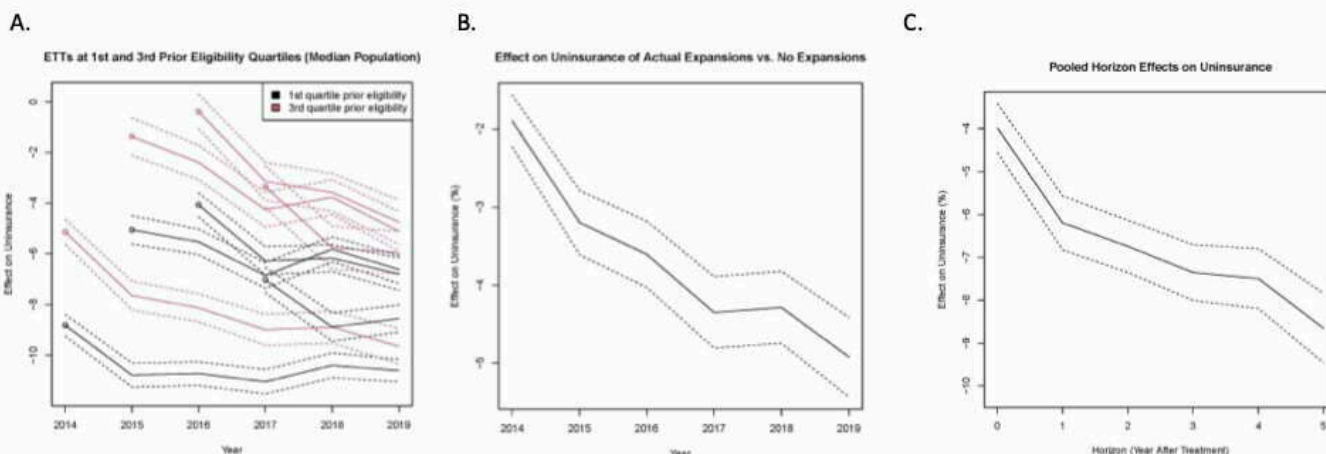 A.
ETTs at 1st and 3rd Prior Eligibility Quartiles (Median Population)
1st quartile prior eligibility
3rd quartile prior eligibility
Effect on Uninsurance
0
-2
-4
-6
-8
-10
2014 2015 2016 2017 2018 2019
Year
B.
Effect on Uninsurance of Actual Expansions vs. No Expansions
Effect on Uninsurance (%)
-2
-3
-4
-5
2014 2015 2016 2017 2018 2019
Year
C.
Pooled Horizon Effects on Uninsurance
Effect on Uninsurance (%)
-4
-5
-6
-7
-8
-9
-10
0 1 2 3 4 5
Horizon (Year After Treatment)